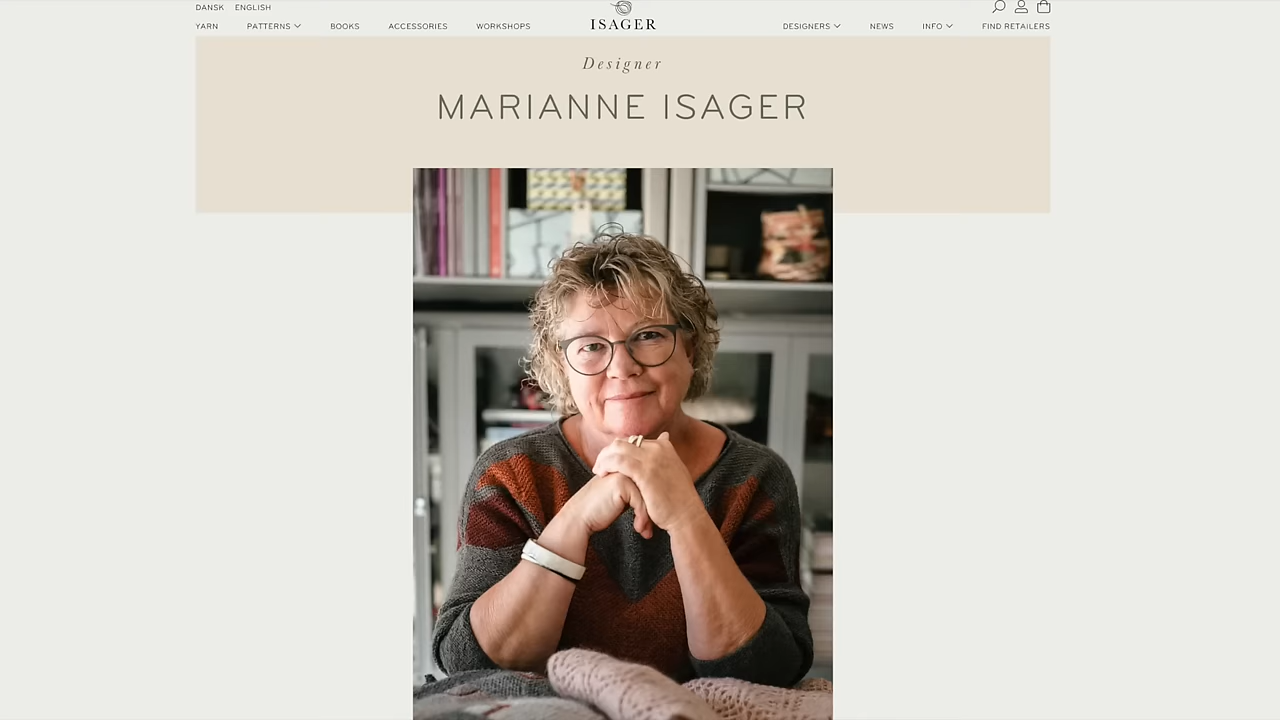 DANSK ENGLISH
YARN PATTERNS BOOKS ACCESSORIES WORKSHOPS ISAGER DESIGNERS NEWS INFO FIND RETAILERS
Designer
MARIANNE ISAGER